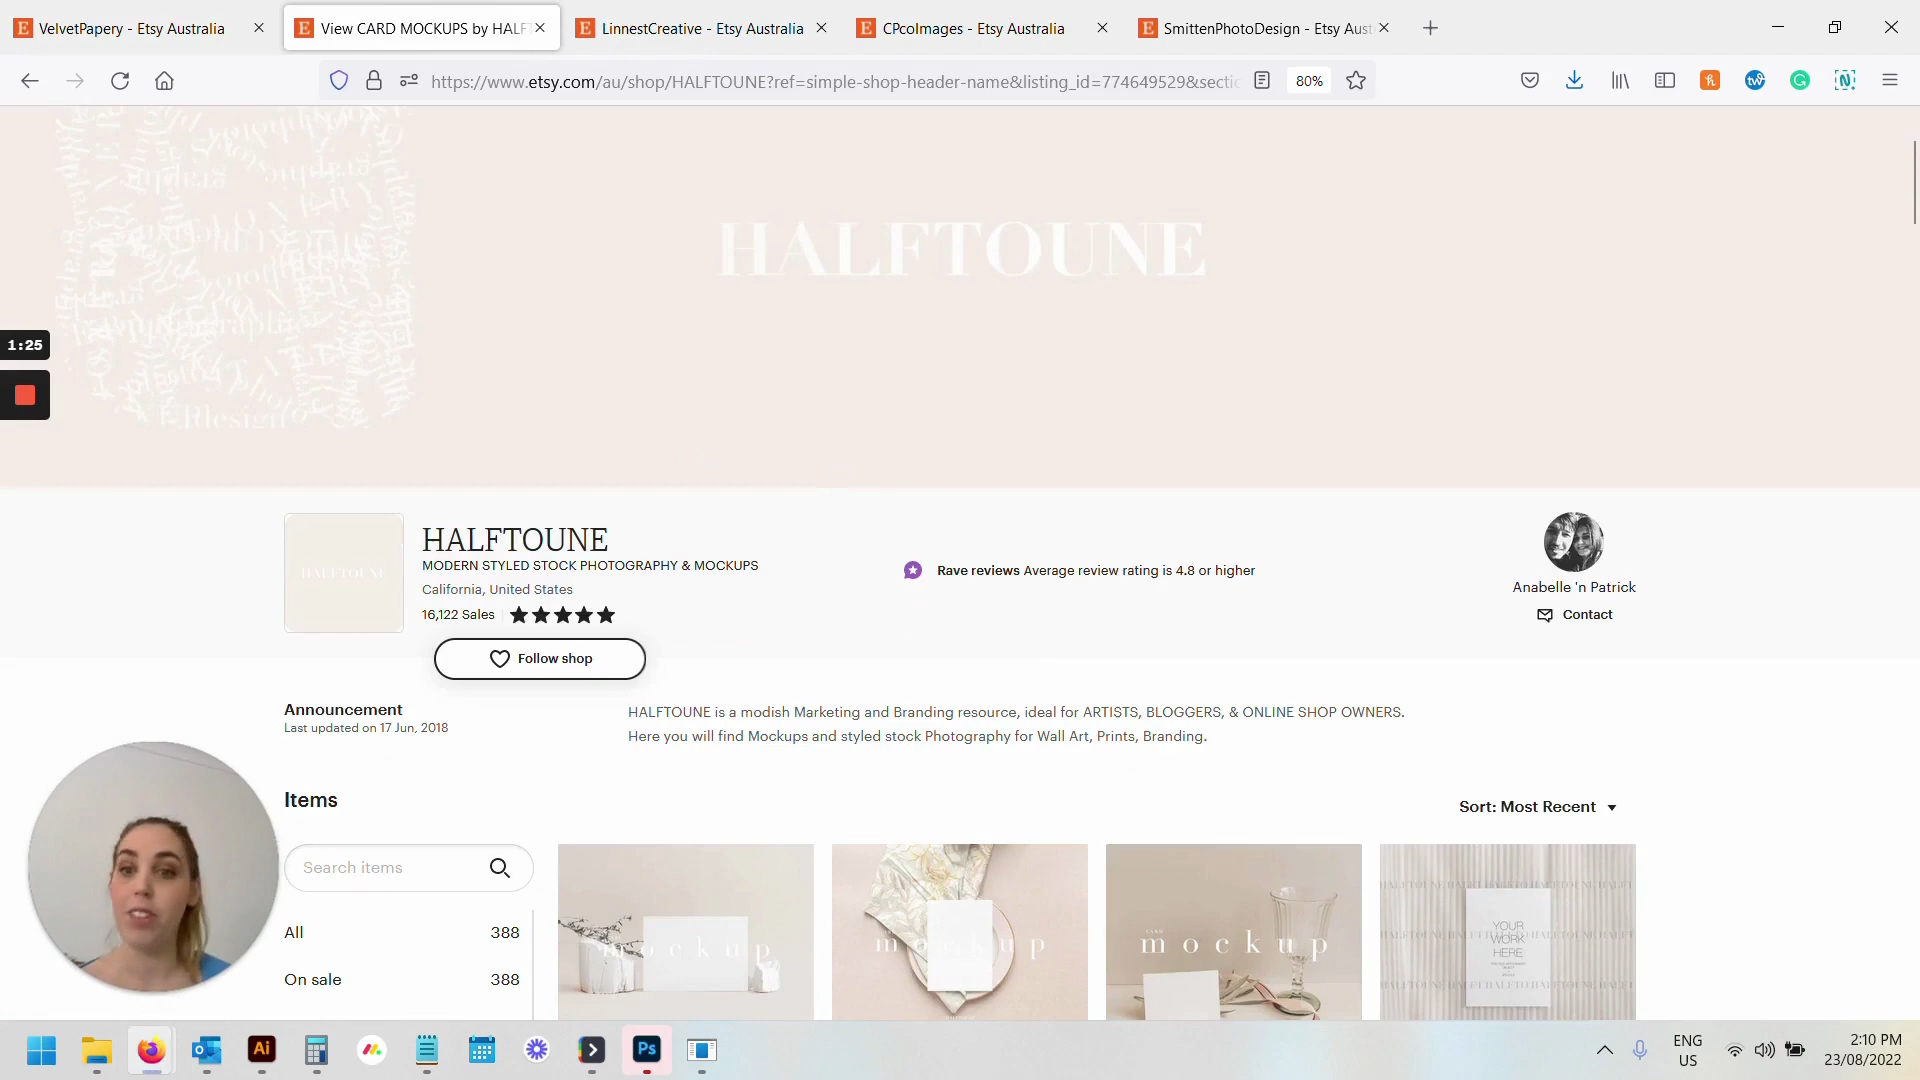 VelvetPapery - Etsy Australia
View CARD MOCKUPS by HALF
LinnestCreative - Etsy Australia
CPcoImages - Etsy Australia
SmittenPhotoDesign - Etsy Aust
https://www.etsy.com/au/shop/HALFTOUNE?ref=simple-shop-header-name&listing_id=774649529&secti
80%
HALFTOUNE
1:25
HALFTOUNE
HALFTOUNE
MODERN STYLED STOCK PHOTOGRAPHY & MOCKUPS
California, United States
16,122 Sales
Rave reviews Average review rating is 4.8 or higher
Anabelle 'n Patrick
Contact
Follow shop
Announcement
Last updated on 17 Jun, 2018
HALFTOUNE is a modish Marketing and Branding resource, ideal for ARTISTS, BLOGGERS, & ONLINE SHOP OWNERS.
Here you will find Mockups and styled stock Photography for Wall Art, Prints, Branding.
Items
Sort: Most Recent
Search items
All 388
On sale 388
mockup
mockup
mockup
YOUR
WORK
HERE
Ai
Ps
ENG
US
2:10 PM
23/08/2022